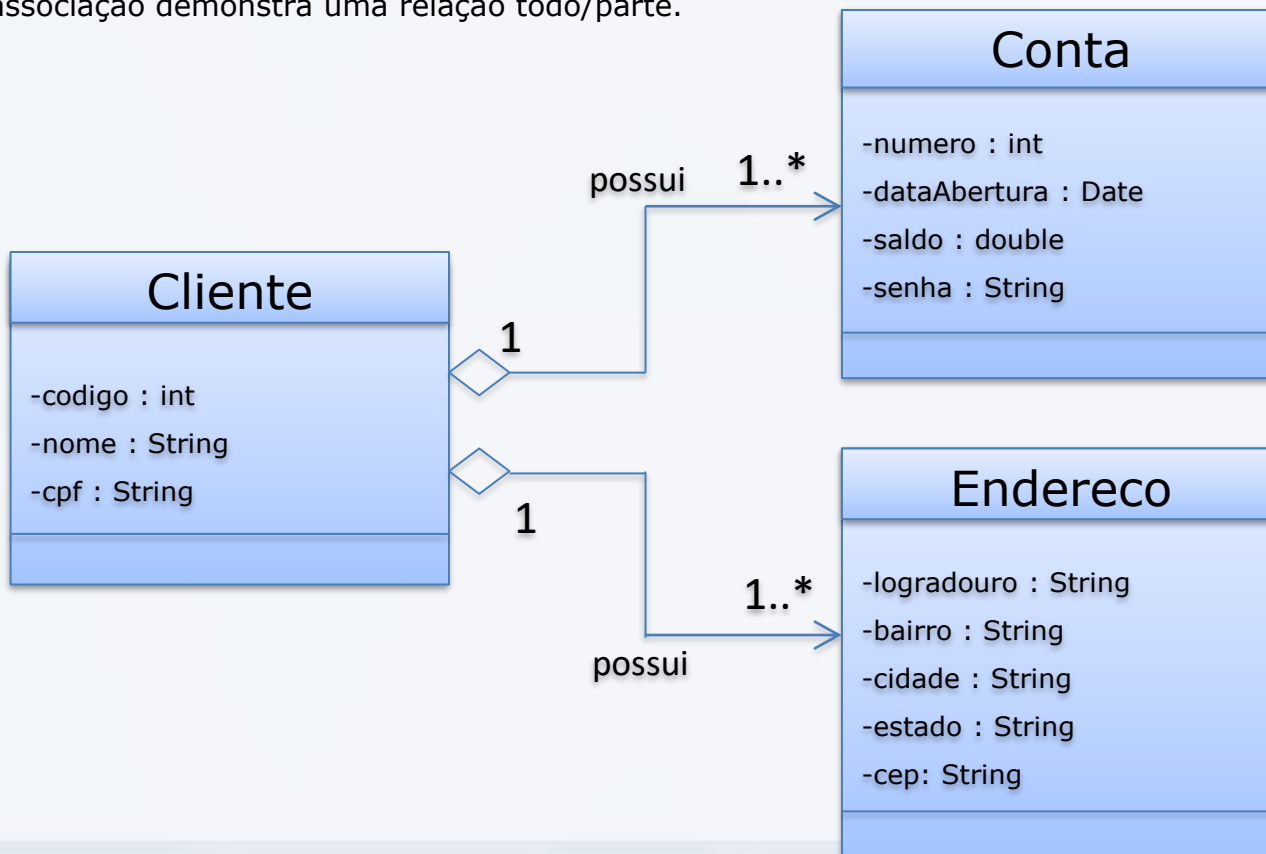 associação demonstra uma relação todo/parte.
Conta
-numero : int
-dataAbertura : Date
-saldo : double
-senha : String
possui 1..*
Cliente
-codigo : int
-nome : String
-cpf : String
1
1
1..*
possui
Endereco
-logradouro : String
-bairro : String
-cidade : String
-estado : String
-cep: String